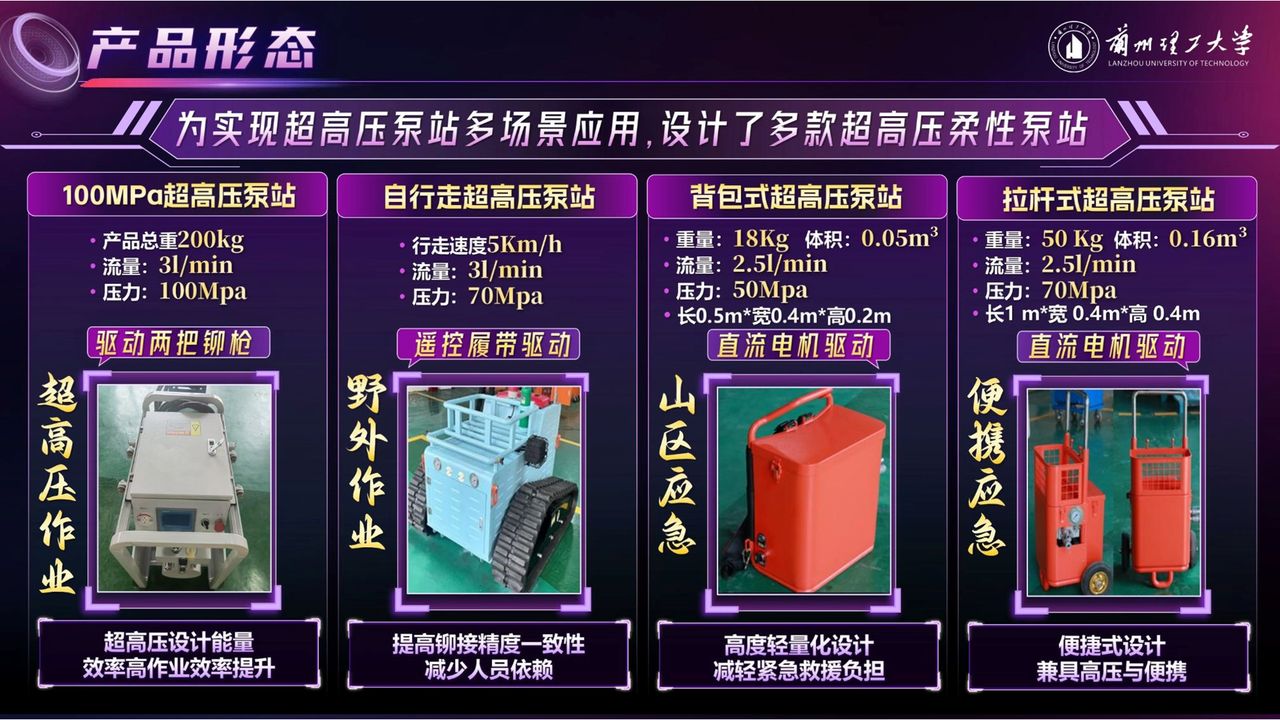 产品形态
兰州理工大学
LANZHOU UNIVERSITY OF TECHNOLOGY
为实现超高压泵站多场景应用,设计了多款超高压柔性泵站
100MPa超高压泵站
• 产品总重200kg
• 流量：3l/min
• 压力：100Mpa
驱动两把铆枪
超高压作业
超高压设计能量
效率高作业效率提升
自行走超高压泵站
• 行走速度5Km/h
• 流量：3l/min
• 压力：70Mpa
遥控履带驱动
野外作业
提高铆接精度一致性
减少人员依赖
背包式超高压泵站
• 重量：18Kg 体积：0.05m³
• 流量：2.5l/min
• 压力：50Mpa
• 长0.5m*宽0.4m*高0.2m
直流电机驱动
山区应急
高度轻量化设计
减轻紧急救援负担
拉杆式超高压泵站
• 重量：50 Kg 体积：0.16m³
• 流量：2.5l/min
• 压力：70Mpa
• 长1 m*宽 0.4m*高 0.4m
直流电机驱动
便携应急
便捷式设计
兼具高压与便携